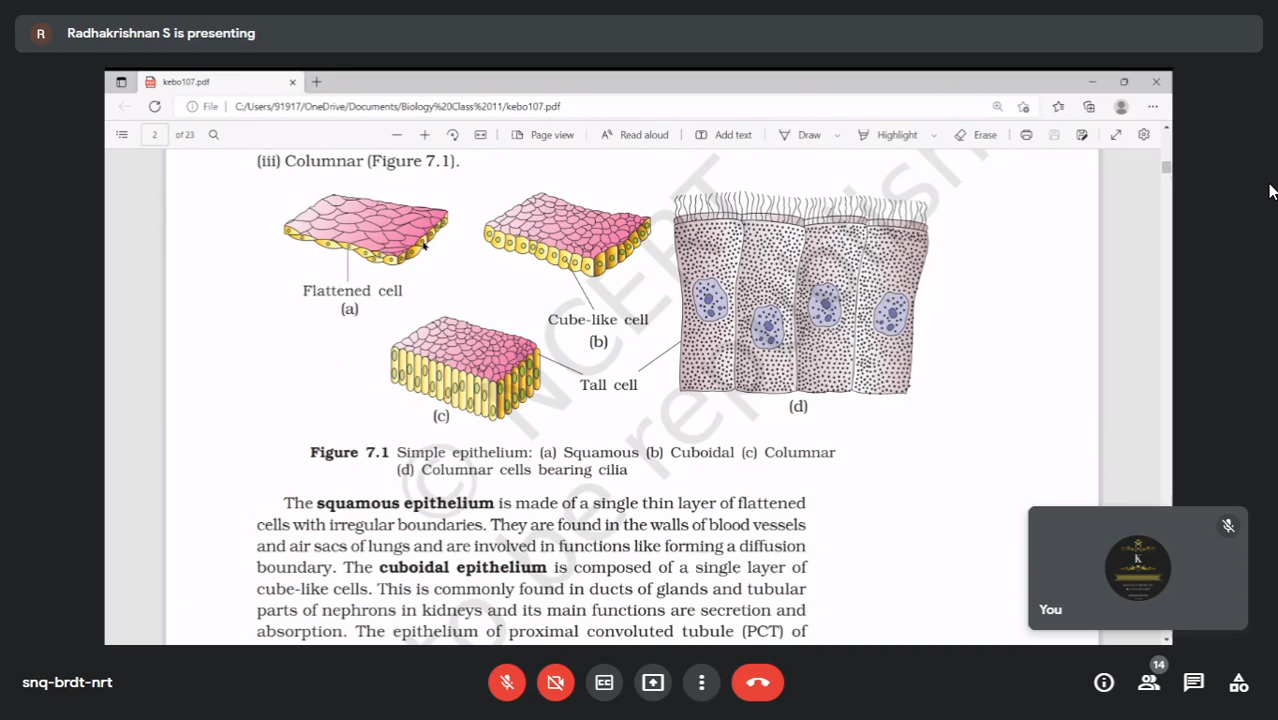 R Radhakrishnan S is presenting
kebo107.pdf
File C:/Users/91917/OneDrive/Documents/Biology%20Class%2011/kebo107.pdf
2 of 23 Page view Read aloud Add text Draw Highlight Erase
(iii) Columnar (Figure 7.1).
Flattened cell
(a)
Cube-like cell
(b)
Tall cell
(c)
(d)
Figure 7.1 Simple epithelium: (a) Squamous (b) Cuboidal (c) Columnar
(d) Columnar cells bearing cilia
The squamous epithelium is made of a single thin layer of flattened
cells with irregular boundaries. They are found in the walls of blood vessels
and air sacs of lungs and are involved in functions like forming a diffusion
boundary. The cuboidal epithelium is composed of a single layer of
cube-like cells. This is commonly found in ducts of glands and tubular
parts of nephrons in kidneys and its main functions are secretion and
absorption. The epithelium of proximal convoluted tubule (PCT) of
© NCERT
to be republish
K
You
snq-brdt-nrt
CC
14